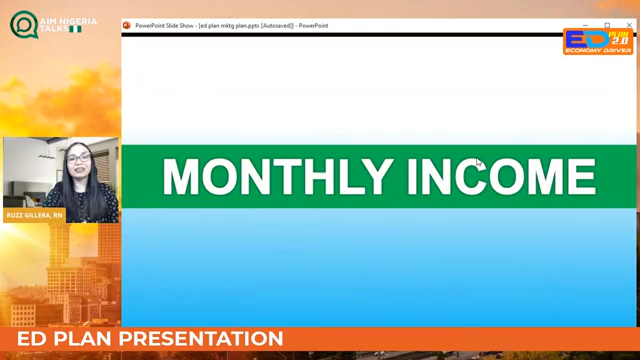 AIM NIGERIA
TALKS
PowerPoint Slide Show - [ed plan mktg plan.pptx [Autosaved]] - PowerPoint
ED PLAN 2.0
ECONOMY DRIVER
MONTHLY INCOME
RUZZ GILLERA, RN
ED PLAN PRESENTATION